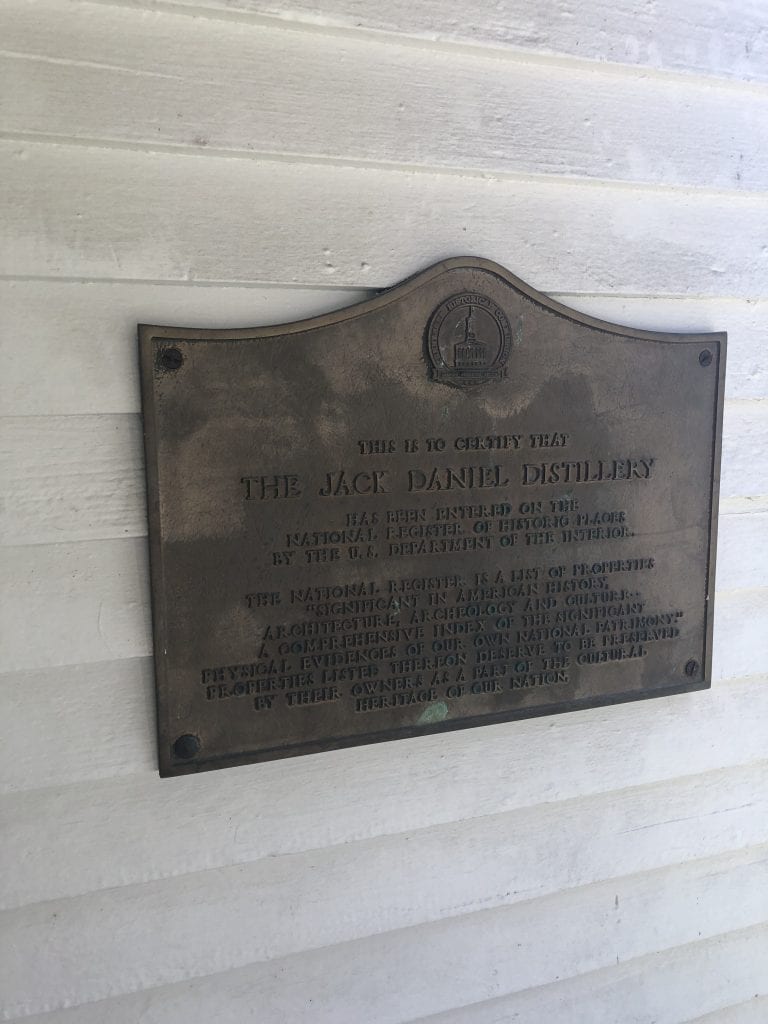 HISTORICAL
THIS IS TO CERTIFY THAT
THE JACK DANIEL DISTILLERY
HAS BEEN ENTERED ON THE
NATIONAL REGISTER OF HISTORIC PLACES
BY THE U.S. DEPARTMENT OF THE INTERIOR.
THE NATIONAL REGISTER IS A LIST OF PROPERTIES
"SIGNIFICANT IN AMERICAN HISTORY,
ARCHITECTURE, ARCHEOLOGY AND CULTURE--
A COMPREHENSIVE INDEX OF THE SIGNIFICANT
PHYSICAL EVIDENCES OF OUR OWN NATIONAL PATRIMONY."
PROPERTIES LISTED THEREON DESERVE TO BE PRESERVED
BY THEIR OWNERS AS A PART OF THE CULTURAL
HERITAGE OF OUR NATION.